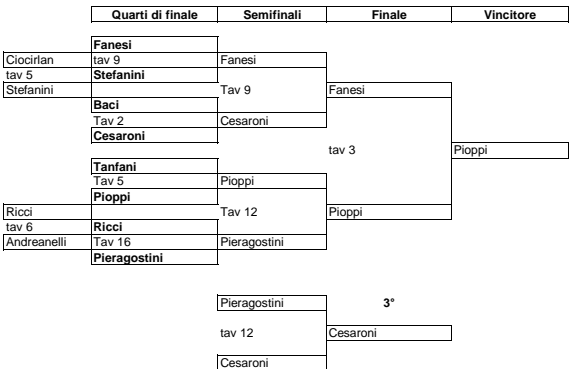 Quarti di finale Semifinali Finale Vincitore
Fanesi
Ciocirlan tav 9 Fanesi
tav 5 Stefanini
Stefanini Tav 9 Fanesi
Baci
Tav 2 Cesaroni
Cesaroni
tav 3 Pioppi
Tanfani
Tav 5 Pioppi
Pioppi
Ricci Tav 12 Pioppi
tav 6 Ricci
Andreanelli Tav 16 Pieragostini
Pieragostini
Pieragostini 3°
tav 12 Cesaroni
Cesaroni